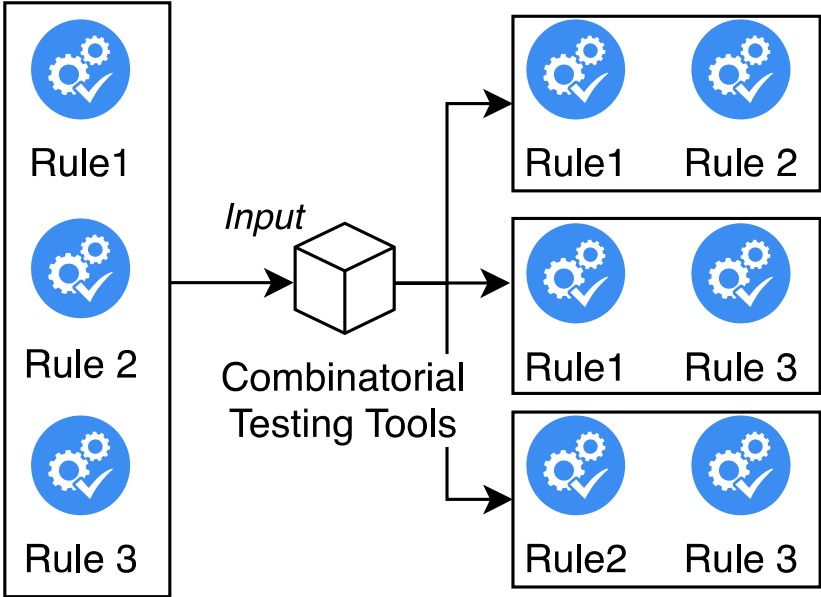 Rule1
Rule 2
Rule 3
Input
Combinatorial
Testing Tools
Rule1 Rule 2
Rule1 Rule 3
Rule2 Rule 3